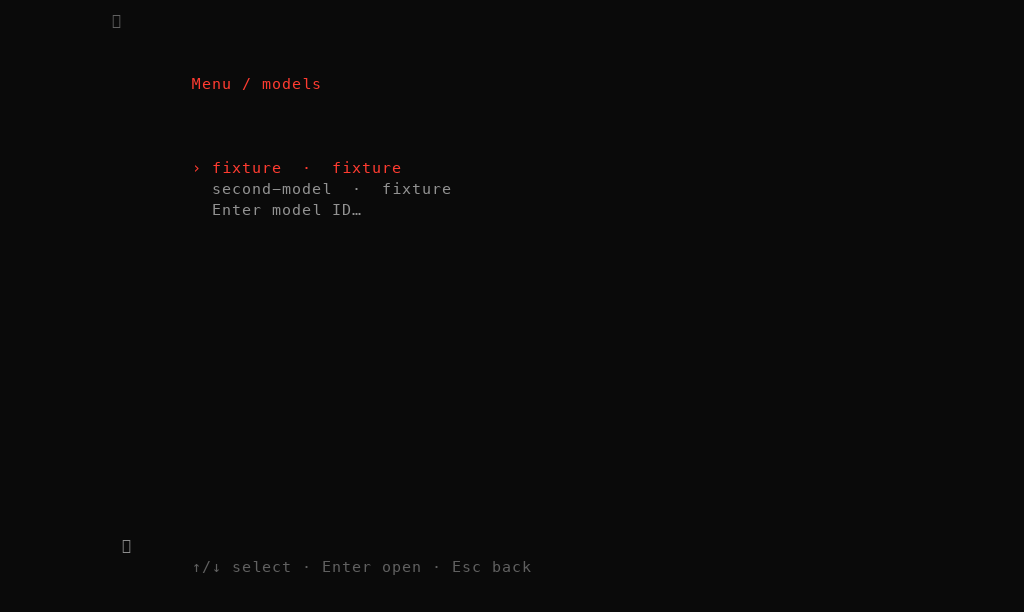 Menu / models
› fixture  ·  fixture
second−model  ·  fixture
Enter model ID…
↑/↓ select · Enter open · Esc back